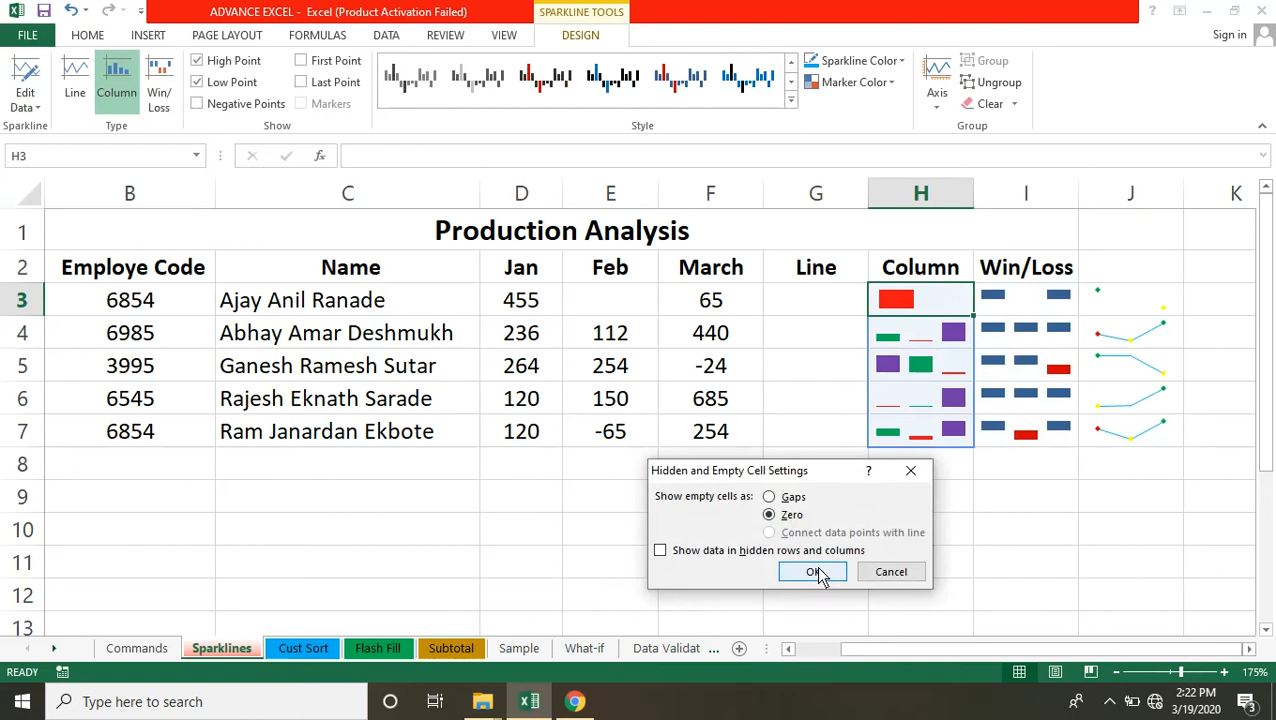 ADVANCE EXCEL - Excel (Product Activation Failed)
SPARKLINE TOOLS
FILE HOME INSERT PAGE LAYOUT FORMULAS DATA REVIEW VIEW DESIGN Sign in
Edit Data
Line
Column
Win/ Loss
High Point
First Point
Low Point
Last Point
Negative Points
Markers
Sparkline Color
Marker Color
Axis
Group
Ungroup
Clear
Sparkline Type Show Style Group
H3
fx
B C D E F G H I J K
1 Production Analysis
2 Employe Code Name Jan Feb March Line Column Win/Loss
3 6854 Ajay Anil Ranade 455 65
4 6985 Abhay Amar Deshmukh 236 112 440
5 3995 Ganesh Ramesh Sutar 264 254 -24
6 6545 Rajesh Eknath Sarade 120 150 685
7 6854 Ram Janardan Ekbote 120 -65 254
8
9
10
11
12
13
Hidden and Empty Cell Settings ?
Show empty cells as: Gaps
Zero
Connect data points with line
Show data in hidden rows and columns
OK Cancel
Commands Sparklines Cust Sort Flash Fill Subtotal Sample What-if Data Validat ...
READY 175%
Type here to search
2:22 PM
3/19/2020
3